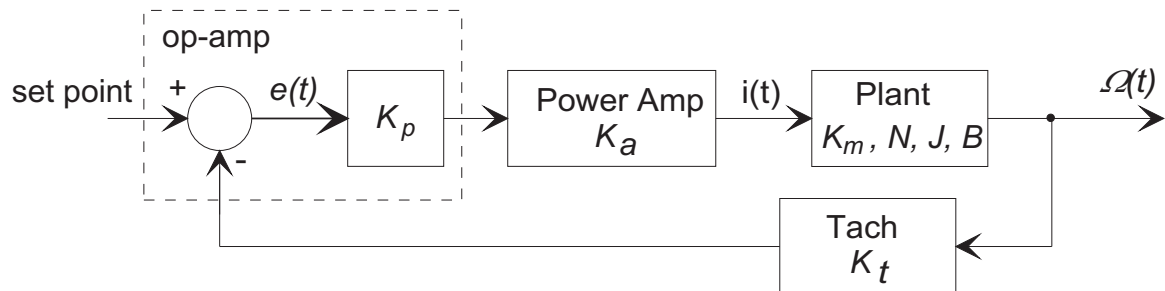 op-amp
set point
+
-
e(t)
K_p
Power Amp
K_a
i(t)
Plant
K_m , N, J, B
Ω(t)
Tach
K_t